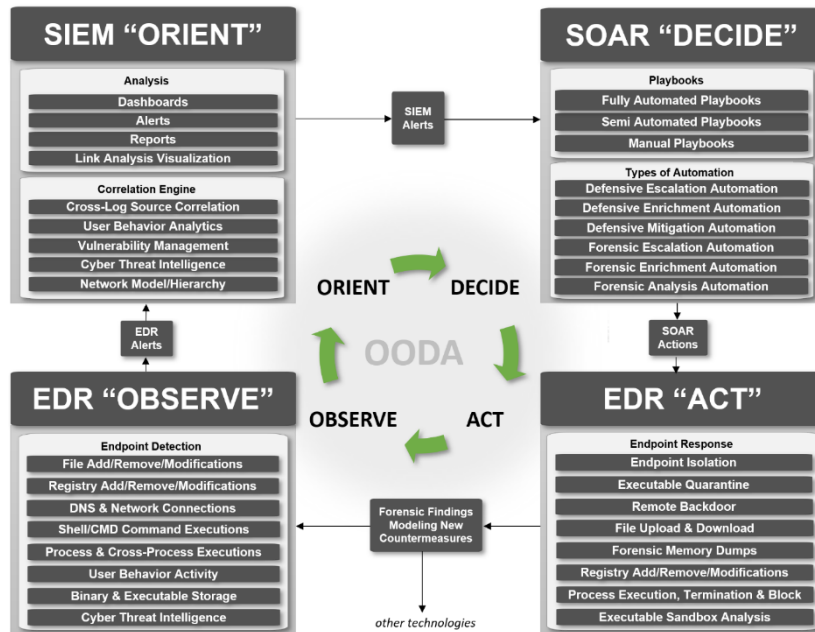 SIEM “ORIENT”
Analysis
Dashboards
Alerts
Reports
Link Analysis Visualization
Correlation Engine
Cross-Log Source Correlation
User Behavior Analytics
Vulnerability Management
Cyber Threat Intelligence
Network Model/Hierarchy
SIEM
Alerts
SOAR “DECIDE”
Playbooks
Fully Automated Playbooks
Semi Automated Playbooks
Manual Playbooks
Types of Automation
Defensive Escalation Automation
Defensive Enrichment Automation
Defensive Mitigation Automation
Forensic Escalation Automation
Forensic Enrichment Automation
Forensic Analysis Automation
ORIENT
DECIDE
OODA
OBSERVE
ACT
EDR
Alerts
SOAR
Actions
EDR “OBSERVE”
Endpoint Detection
File Add/Remove/Modifications
Registry Add/Remove/Modifications
DNS & Network Connections
Shell/CMD Command Executions
Process & Cross-Process Executions
User Behavior Activity
Binary & Executable Storage
Cyber Threat Intelligence
Forensic Findings
Modeling New
Countermeasures
other technologies
EDR “ACT”
Endpoint Response
Endpoint Isolation
Executable Quarantine
Remote Backdoor
File Upload & Download
Forensic Memory Dumps
Registry Add/Remove/Modifications
Process Execution, Termination & Block
Executable Sandbox Analysis